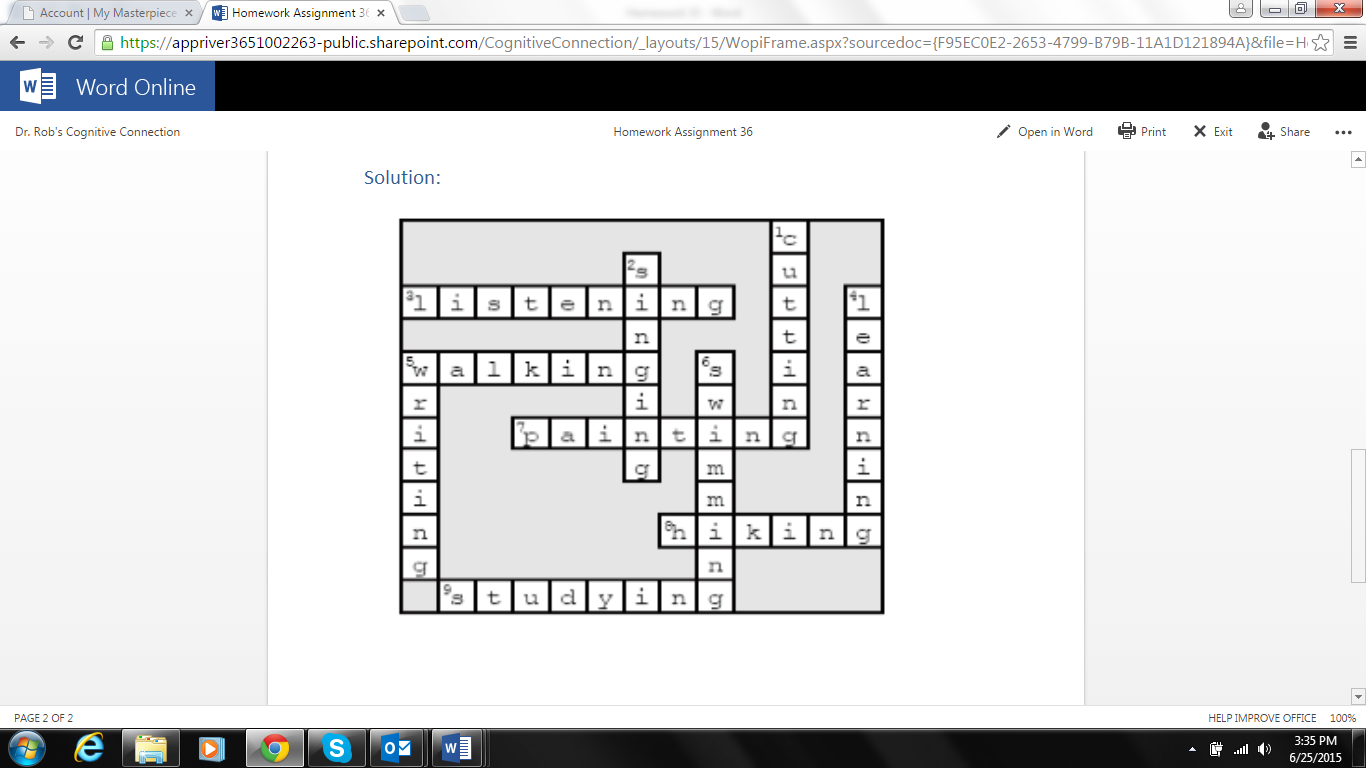 Account | My Masterpiece
Homework Assignment 36
https://appriver3651002263-public.sharepoint.com/CognitiveConnection/_layouts/15/WopiFrame.aspx?sourcedoc={F95EC0E2-2653-4799-B79B-11A1D121894A}&file=H
Word Online
Dr. Rob's Cognitive Connection
Homework Assignment 36
Open in Word
Print
Exit
Share
Solution:
1c
2s u
3l i s t e n i n g t 4l
n t e
5w a l k i n g 6s i a
r i w n r
i 7p a i n t i n g n
t g m i
i m n
n 8h i k i n g
g n
9s t u d y i n g
PAGE 2 OF 2
HELP IMPROVE OFFICE 100%
3:35 PM
6/25/2015